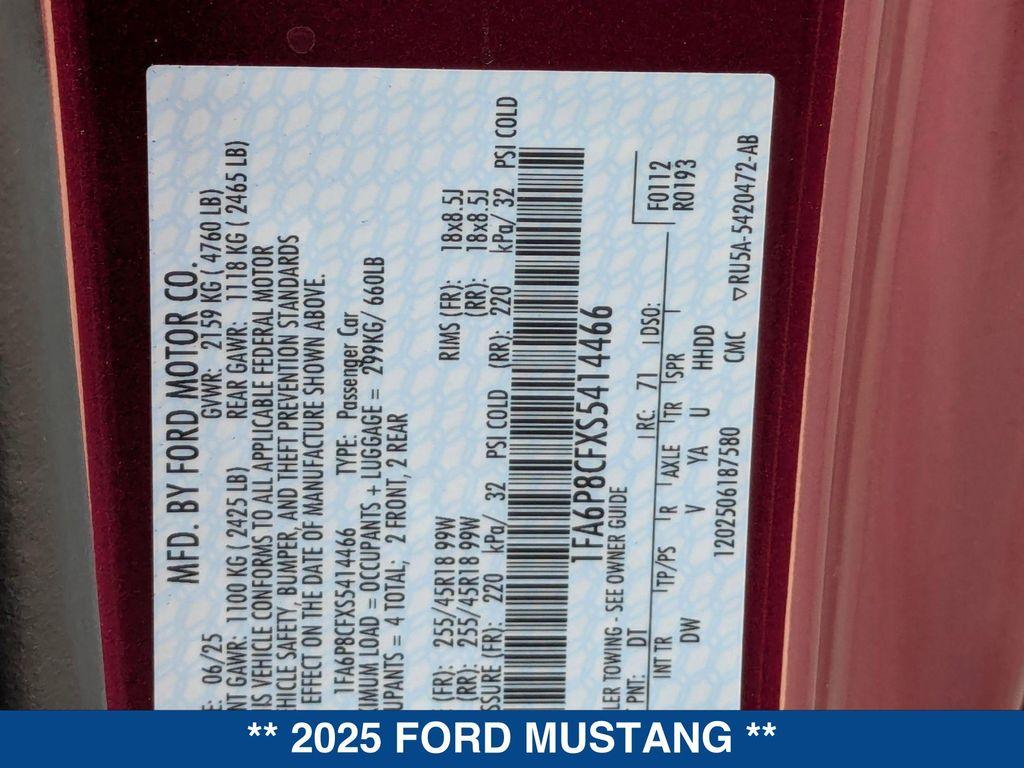 MFD. BY FORD MOTOR CO.
06/25 GVWR: 2159 KG ( 4760 LB)
GAWR: 1100 KG ( 2425 LB) REAR GAWR: 1118 KG ( 2465 LB)
IS VEHICLE CONFORMS TO ALL APPLICABLE FEDERAL MOTOR
HICLE SAFETY, BUMPER, AND THEFT PREVENTION STANDARDS
EFFECT ON THE DATE OF MANUFACTURE SHOWN ABOVE.
1FA6P8CFXS5414466 TYPE: Passenger Car
XIMUM LOAD = OCCUPANTS + LUGGAGE = 299KG/ 660LB
UPANTS = 4 TOTAL; 2 FRONT, 2 REAR
(FR): 255/45R18 99W RIMS (FR): 18x8.5J
(RR): 255/45R18 99W (RR): 18x8.5J
SSURE (FR): 220 kPa/ 32 PSI COLD (RR): 220 kPa/ 32 PSI COLD
1FA6P8CFXS5414466
LER TOWING - SEE OWNER GUIDE
PNT: DT RC: 71 DSO: F0112
R0193
INT TR TP/PS R AXLE TR SPR
DW V YA U HHDD
1202506187580 CMC ▽RU5A-5420472-AB
** 2025 FORD MUSTANG **